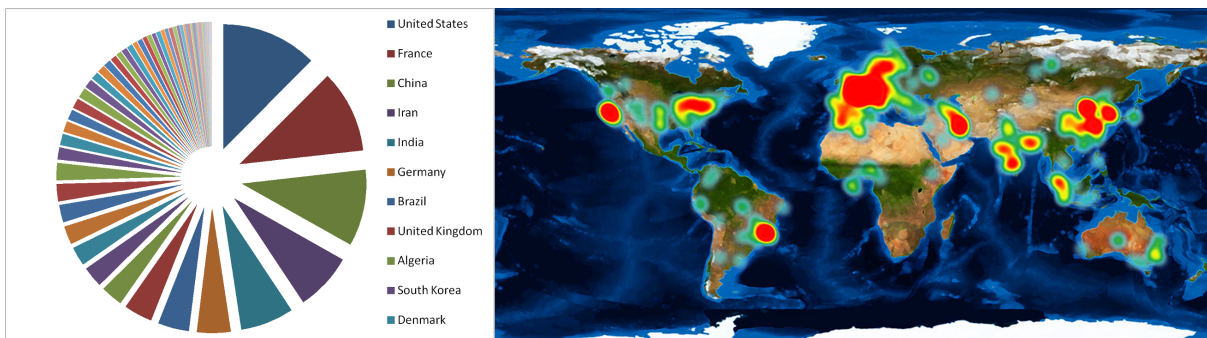 United States
France
China
Iran
India
Germany
Brazil
United Kingdom
Algeria
South Korea
Denmark